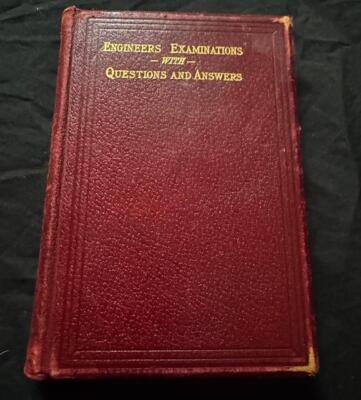 ENGINEERS EXAMINATIONS
— WITH —
QUESTIONS AND ANSWERS